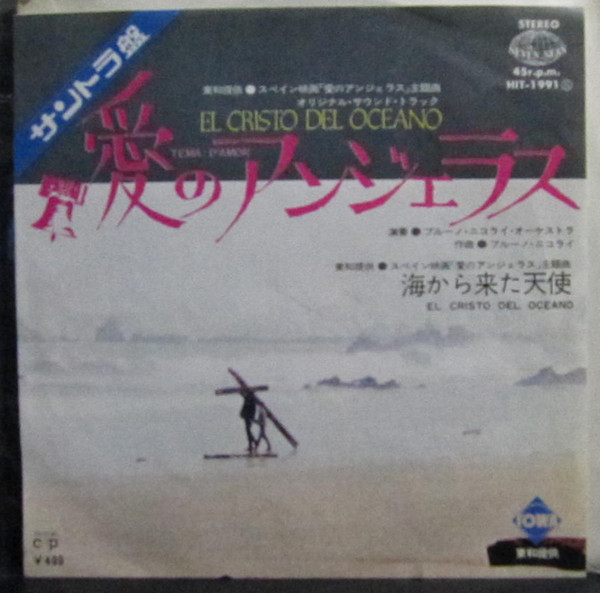 サントラ盤
STEREO
SEVEN SEAS
45r.p.m.
HIT-1991
東和提供●スペイン映画「愛のアンジェラス」主題曲
オリジナル・サウンド・トラック
EL CRISTO DEL OCEANO
TEMA D'AMOR
愛のアンジェラス
演奏●ブルーノ・ニコライ・オーケストラ
作曲●ブルーノ・ニコライ
東和提供●スペイン映画「愛のアンジェラス」主題曲
海から来た天使
EL CRISTO DEL OCEANO
c/p
¥400
東和提供